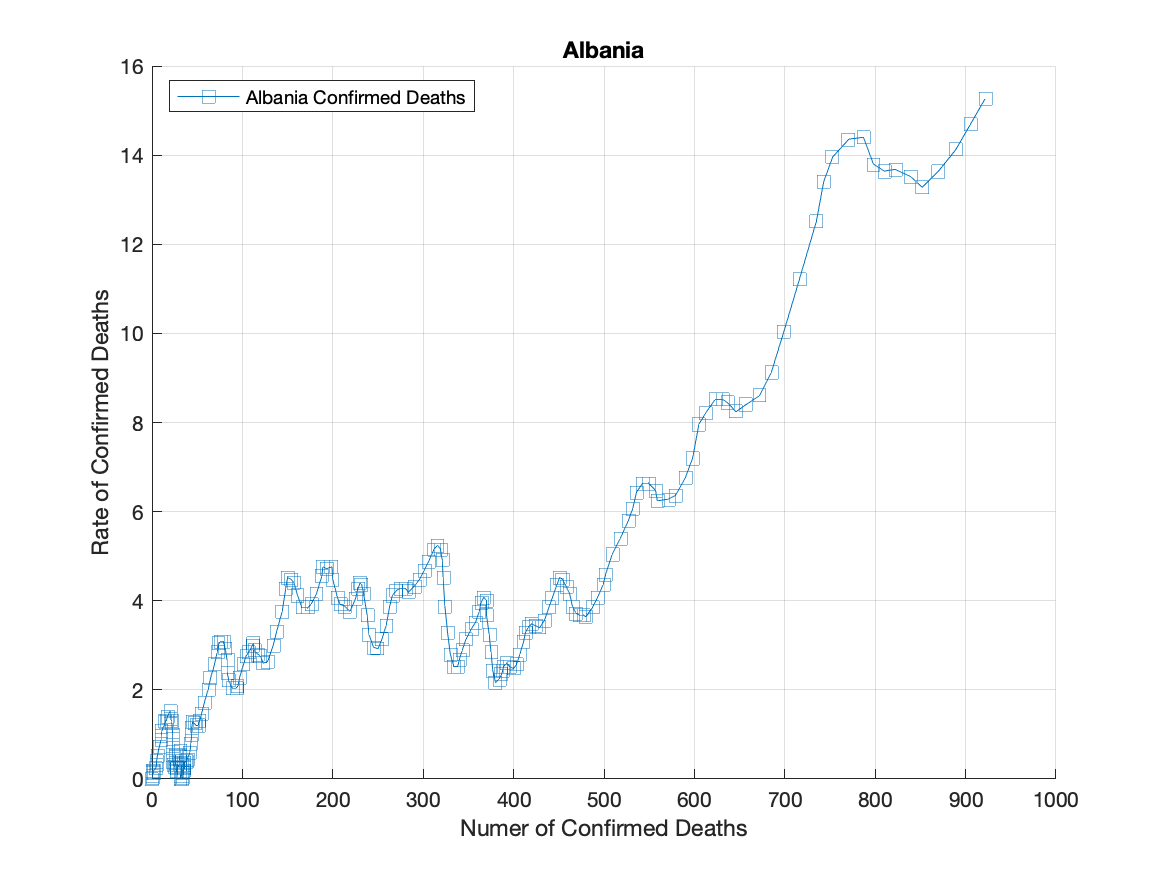 Albania
Albania Confirmed Deaths
Rate of Confirmed Deaths
16
14
12
10
8
6
4
2
0
0 100 200 300 400 500 600 700 800 900 1000
Numer of Confirmed Deaths